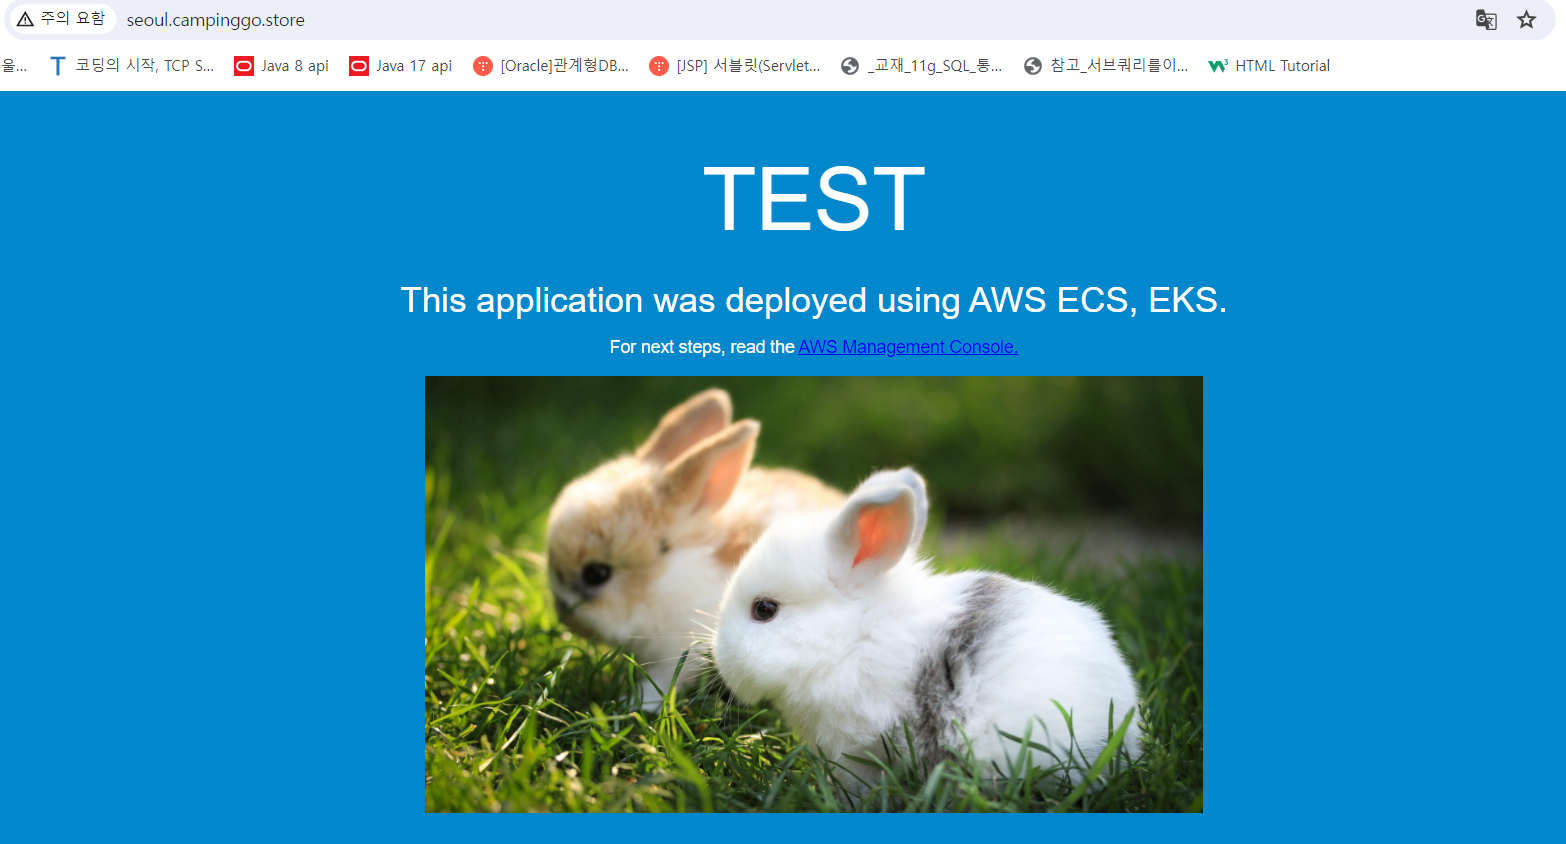 주의 요함 seoul.campinggo.store
울... 코딩의 시작, TCP S... Java 8 api Java 17 api [Oracle]관계형DB... [JSP] 서블릿(Servlet... _교재_11g_SQL_통... 참고_서브쿼리를이... HTML Tutorial
TEST
This application was deployed using AWS ECS, EKS.
For next steps, read the AWS Management Console.